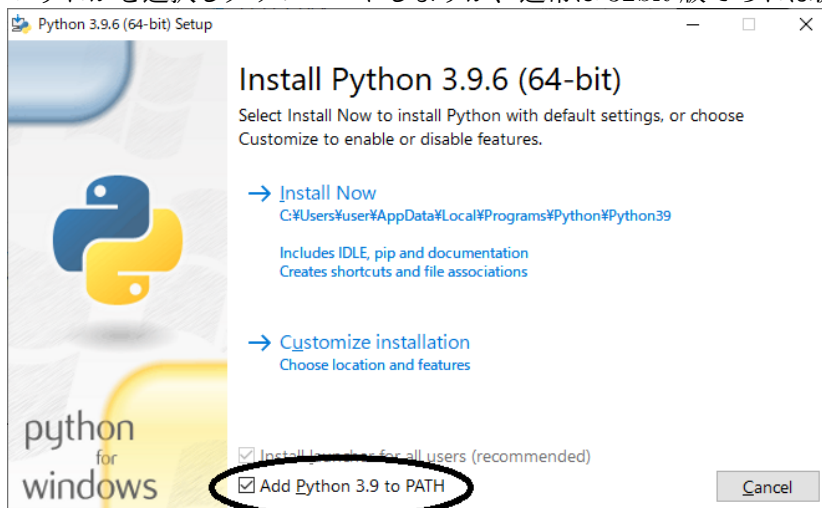 Python 3.9.6 (64-bit) Setup
Install Python 3.9.6 (64-bit)
Select Install Now to install Python with default settings, or choose
Customize to enable or disable features.
→ Install Now
C:¥Users¥user¥AppData¥Local¥Programs¥Python¥Python39
Includes IDLE, pip and documentation
Creates shortcuts and file associations
→ Customize installation
Choose location and features
python
for
windows
Install launcher for all users (recommended)
Add Python 3.9 to PATH
Cancel